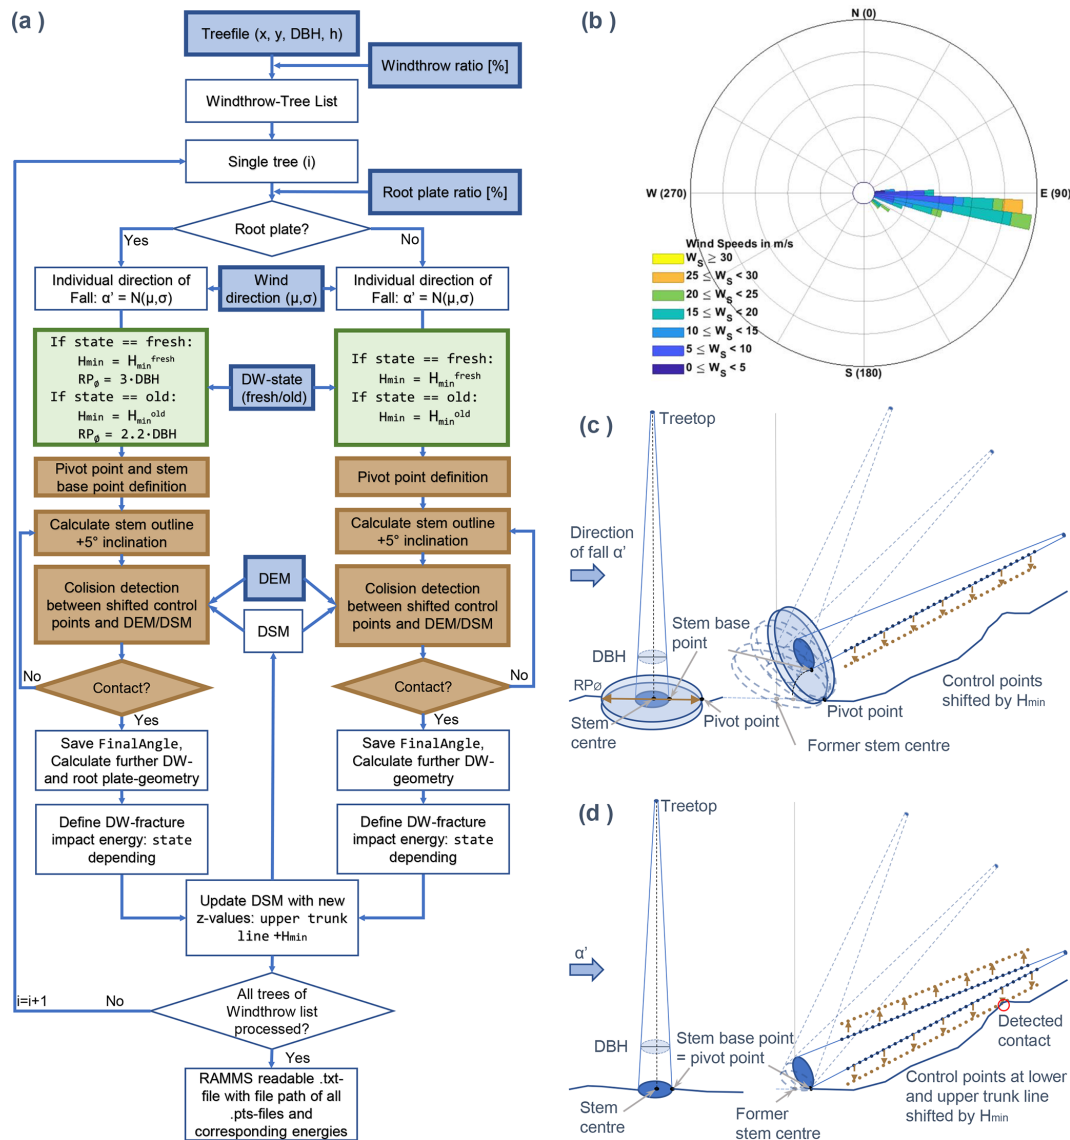 (a)
Treefile (x, y, DBH, h)
Windthrow ratio [%]
Windthrow-Tree List
Single tree (i)
Root plate ratio [%]
Root plate?
Yes
No
Individual direction of
Fall: α’ = N(μ,σ)
Wind
direction (μ,σ)
Individual direction of
Fall: α’ = N(μ,σ)
If state == fresh:
Hmin = Hmin^fresh
RPø = 3·DBH
If state == old:
Hmin = Hmin^old
RPø = 2.2·DBH
DW-state
(fresh/old)
If state == fresh:
Hmin = Hmin^fresh
If state == old:
Hmin = Hmin^old
Pivot point and stem
base point definition
Pivot point definition
Calculate stem outline
+5° inclination
Calculate stem outline
+5° inclination
DEM
DSM
Colision detection
between shifted control
points and DEM/DSM
Colision detection
between shifted control
points and DEM/DSM
No
Contact?
Contact?
No
Yes
Yes
Save FinalAngle,
Calculate further DW-
and root plate-geometry
Save FinalAngle,
Calculate further DW-
geometry
Define DW-fracture
impact energy: state
depending
Define DW-fracture
impact energy: state
depending
Update DSM with new
z-values: upper trunk
line +Hmin
i=i+1
No
All trees of
Windthrow list
processed?
Yes
RAMMS readable .txt-
file with file path of all
.pts-files and
corresponding energies
(b)
N (0)
W (270)
E (90)
S (180)
Wind Speeds in m/s
W_S ≥ 30
25 ≤ W_S < 30
20 ≤ W_S < 25
15 ≤ W_S < 20
10 ≤ W_S < 15
5 ≤ W_S < 10
0 ≤ W_S < 5
(c)
Treetop
Direction
of fall α’
Stem base
point
DBH
RPø
Stem
centre
Pivot point
Pivot point
Former stem centre
Control points
shifted by Hmin
(d)
Treetop
α’
DBH
Stem base point
= pivot point
Stem
centre
Former
stem centre
Detected
contact
Control points at lower
and upper trunk line
shifted by Hmin